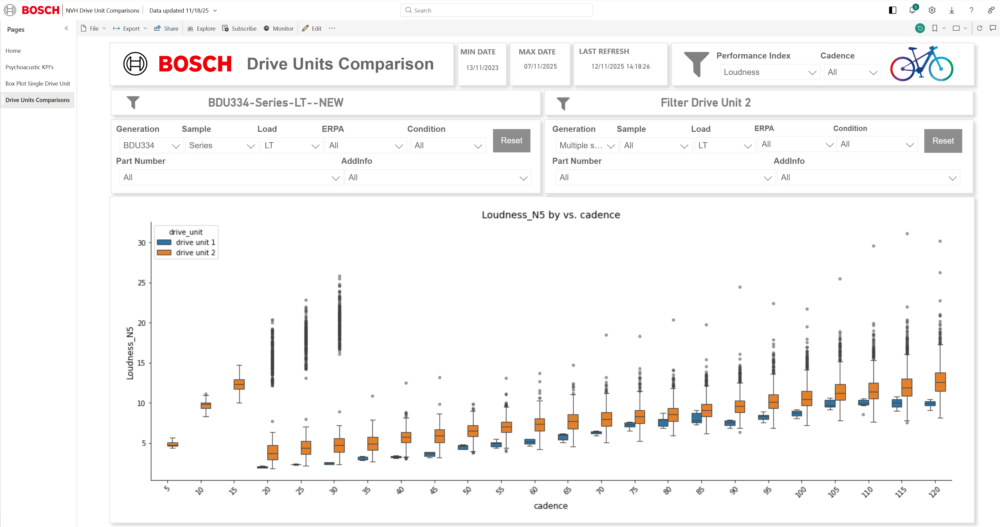 BOSCH NVH Drive Unit Comparisons Data updated 11/18/25 Search 5 ?
Pages
File Export Share Explore Subscribe Monitor Edit ...
Home
Psychoacustic KPI's
Box Plot Single Drive Unit
Drive Units Comparisons
BOSCH Drive Units Comparison
MIN DATE
13/11/2023
MAX DATE
07/11/2025
LAST REFRESH
12/11/2025 14:18:26
Performance Index Cadence
Loudness All
BDU334-Series-LT--NEW
Filter Drive Unit 2
Generation Sample Load ERPA Condition
BDU334 Series LT All All Reset
Part Number AddInfo
All All
Generation Sample Load ERPA Condition
Multiple s... All LT All All Reset
Part Number AddInfo
All All
Loudness_N5 by vs. cadence
drive_unit
drive unit 1
drive unit 2
Loudness_N5
30
25
20
15
10
5
5 10 15 20 25 30 35 40 45 50 55 60 65 70 75 80 85 90 95 100 105 110 115 120
cadence